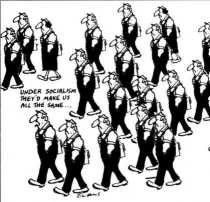 UNDER SOCIALISM
THEY'D MAKE US
ALL THE SAME...